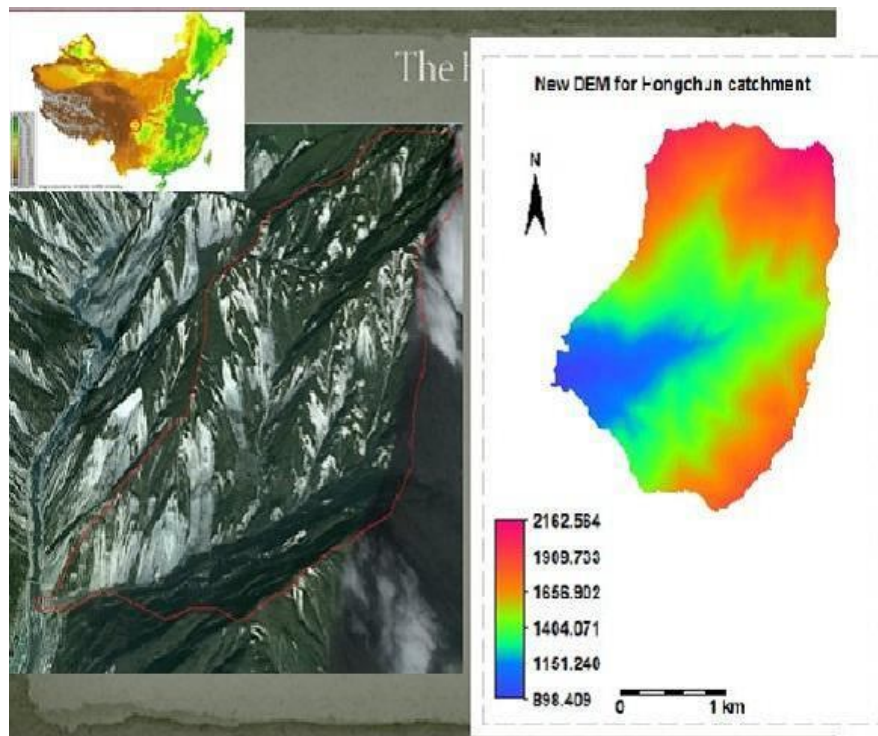 The
New DEM for Hongchun catchment
N
2162.564
1909.733
1656.902
1404.071
1151.240
898.409
0 1 km